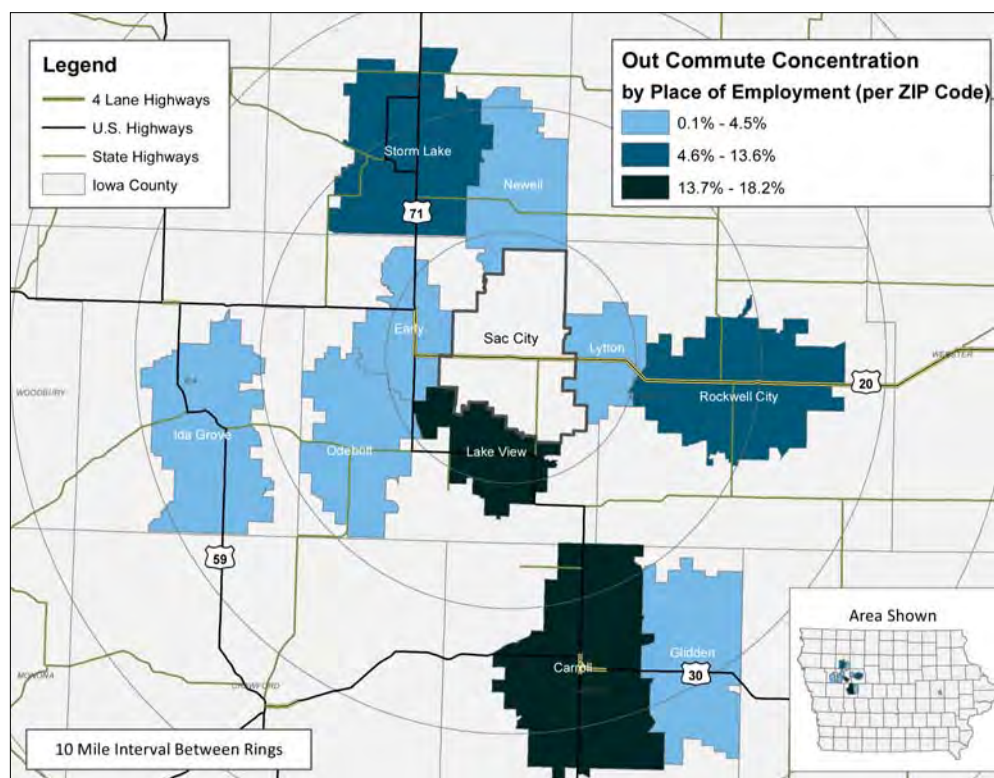 Legend
4 Lane Highways
U.S. Highways
State Highways
Iowa County
Out Commute Concentration
by Place of Employment (per ZIP Code)
0.1% - 4.5%
4.6% - 13.6%
13.7% - 18.2%
Storm Lake
Newell
71
Early
Sac City
Lytton
WEBSTER
20
Rockwell City
WOODBURY
IDA
Ida Grove
Odebolt
Lake View
59
Area Shown
Carroll
Glidden
30
MONONA
CRAWFORD
10 Mile Interval Between Rings